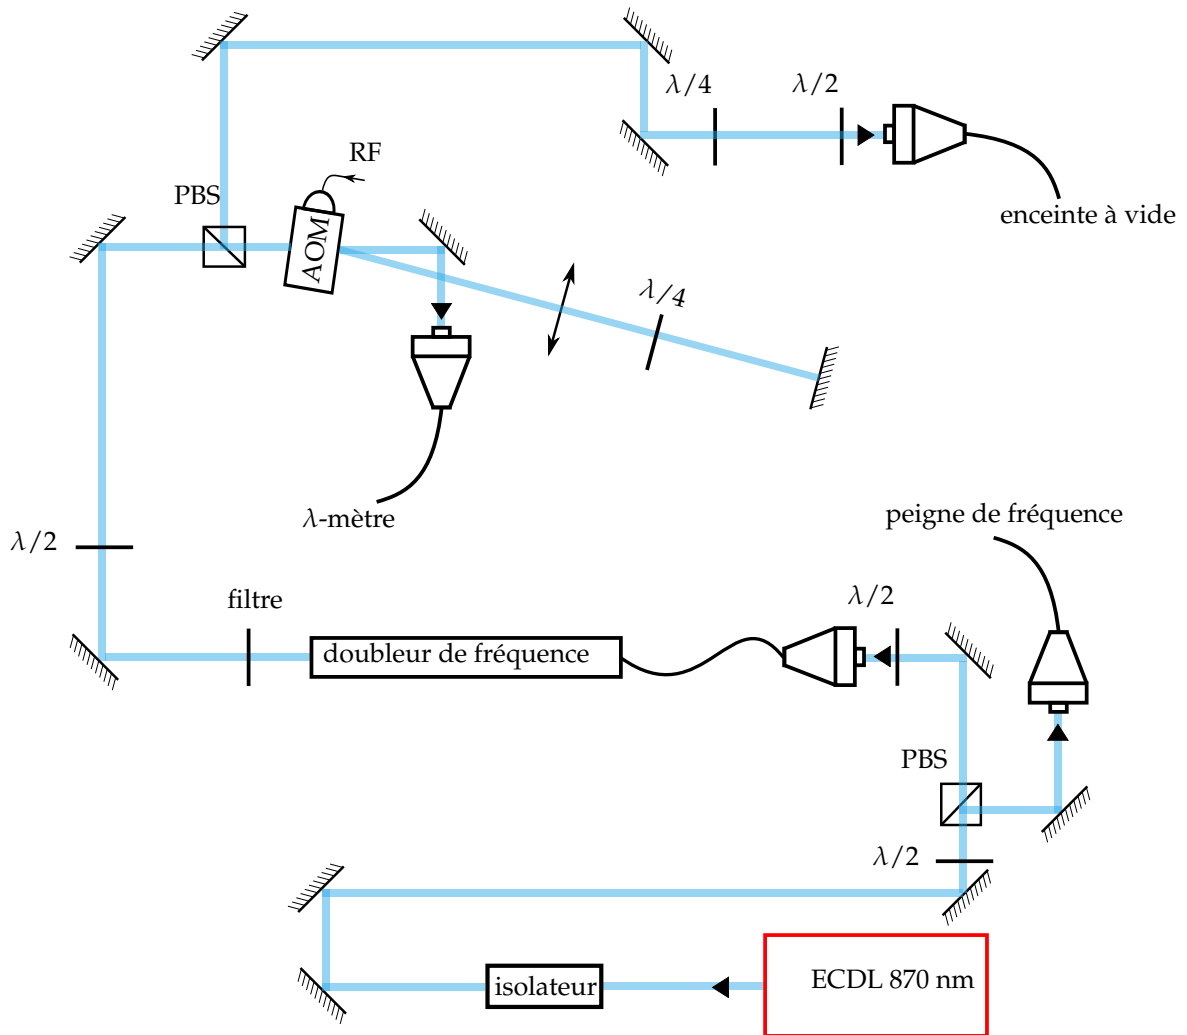 λ/4
λ/2
RF
PBS
AOM
enceinte à vide
λ/4
λ-mètre
peigne de fréquence
λ/2
filtre
λ/2
doubleur de fréquence
PBS
λ/2
isolateur
ECDL 870 nm